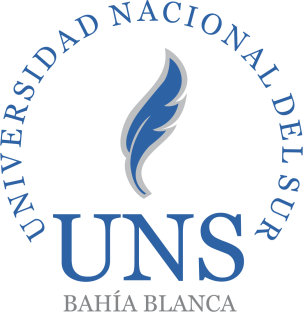 UNIVERSIDAD NACIONAL DEL SUR
UNS
BAHÍA BLANCA